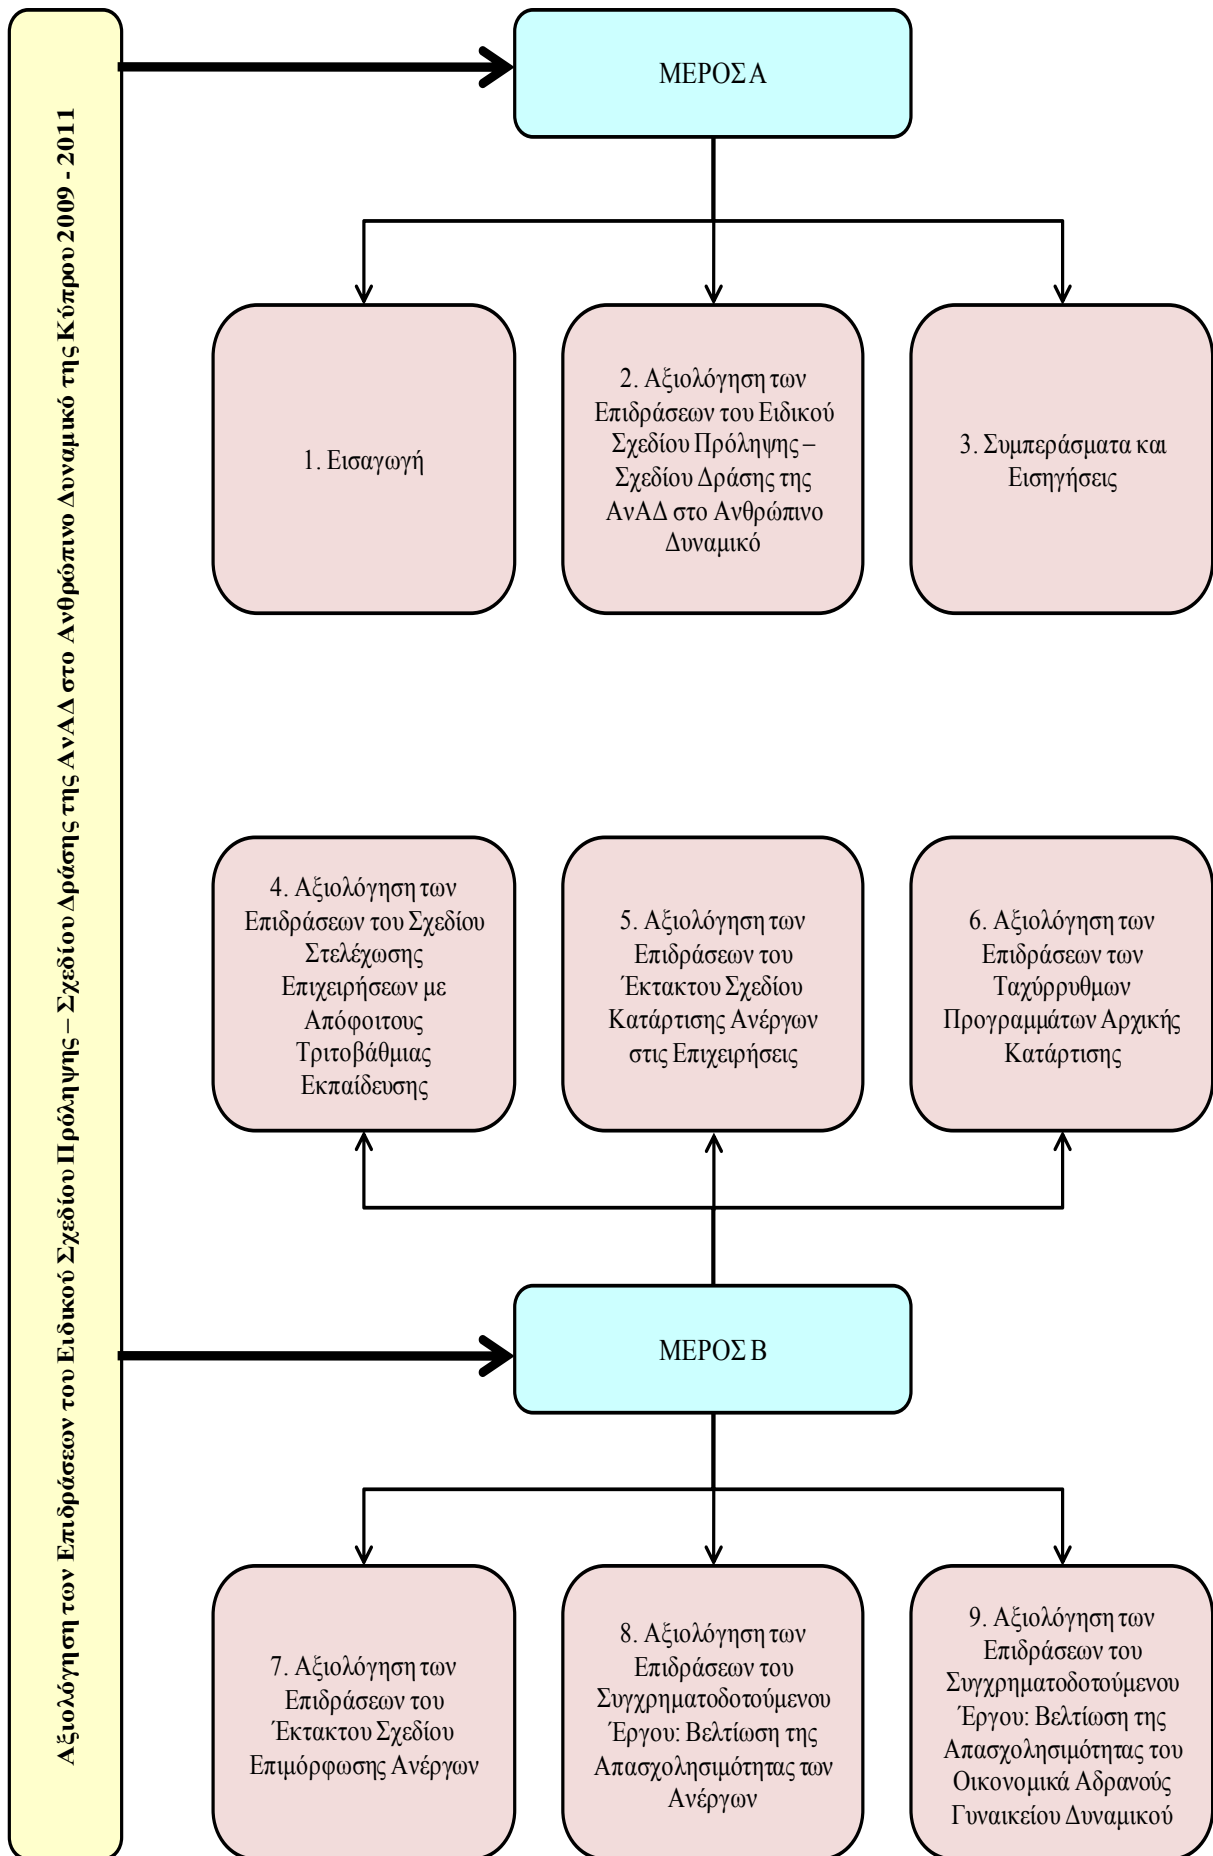 Αξιολόγηση των Επιδράσεων του Ειδικού Σχεδίου Πρόληψης – Σχεδίου Δράσης της ΑνΑΔ στο Ανθρώπινο Δυναμικό της Κύπρου 2009 - 2011
ΜΕΡΟΣ Α
1. Εισαγωγή
2. Αξιολόγηση των
Επιδράσεων του Ειδικού
Σχεδίου Πρόληψης –
Σχεδίου Δράσης της
ΑνΑΔ στο Ανθρώπινο
Δυναμικό
3. Συμπεράσματα και
Εισηγήσεις
4. Αξιολόγηση των
Επιδράσεων του Σχεδίου
Στελέχωσης
Επιχειρήσεων με
Απόφοιτους
Τριτοβάθμιας
Εκπαίδευσης
5. Αξιολόγηση των
Επιδράσεων του
Έκτακτου Σχεδίου
Κατάρτισης Ανέργων
στις Επιχειρήσεις
6. Αξιολόγηση των
Επιδράσεων των
Ταχύρρυθμων
Προγραμμάτων Αρχικής
Κατάρτισης
ΜΕΡΟΣ Β
7. Αξιολόγηση των
Επιδράσεων του
Έκτακτου Σχεδίου
Επιμόρφωσης Ανέργων
8. Αξιολόγηση των
Επιδράσεων του
Συγχρηματοδοτούμενου
Έργου: Βελτίωση της
Απασχολησιμότητας των
Ανέργων
9. Αξιολόγηση των
Επιδράσεων του
Συγχρηματοδοτούμενου
Έργου: Βελτίωση της
Απασχολησιμότητας του
Οικονομικά Αδρανούς
Γυναικείου Δυναμικού